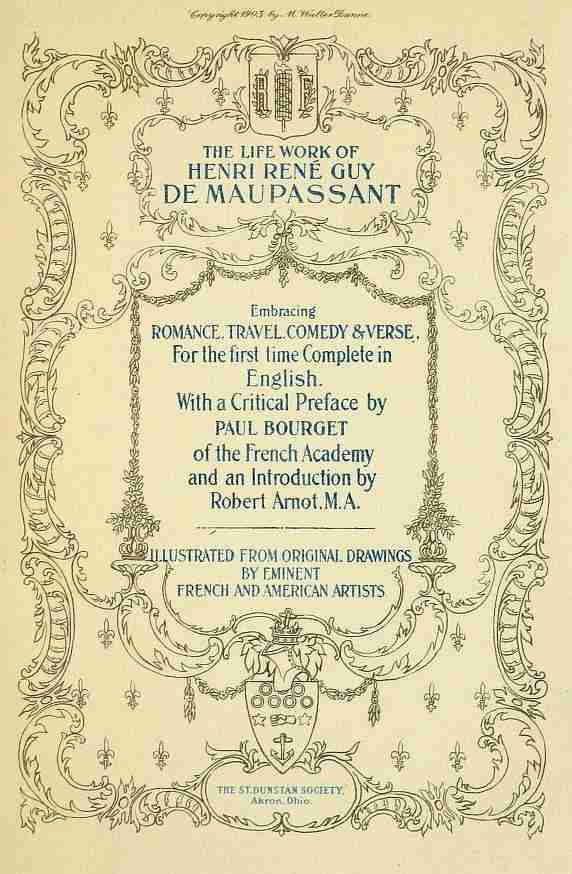 Copyright 1903 by M. Walter Dunne.
THE LIFE WORK OF
HENRI RENÉ GUY
DE MAUPASSANT
Embracing
ROMANCE, TRAVEL, COMEDY & VERSE,
For the first time Complete in
English.
With a Critical Preface by
PAUL BOURGET
of the French Academy
and an Introduction by
Robert Arnot, M.A.
ILLUSTRATED FROM ORIGINAL DRAWINGS
BY EMINENT
FRENCH AND AMERICAN ARTISTS
THE ST. DUNSTAN SOCIETY,
Akron, Ohio.